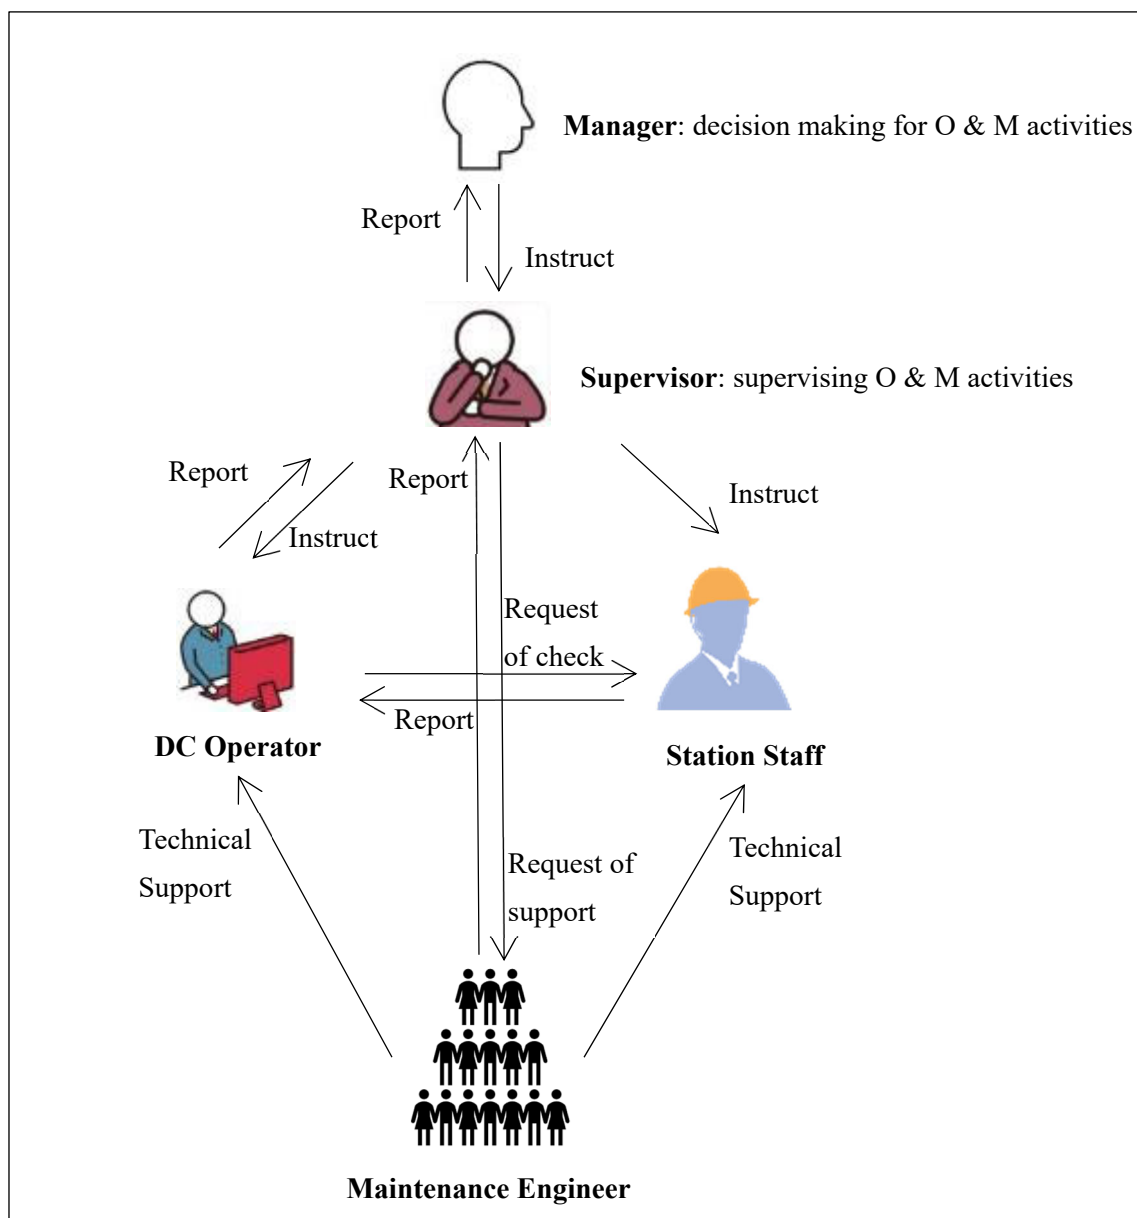 Manager: decision making for O & M activities
Report
Instruct
Supervisor: supervising O & M activities
Report
Report
Instruct
Instruct
Request
of check
Report
DC Operator
Station Staff
Technical
Support
Technical
Support
Request of
support
Maintenance Engineer